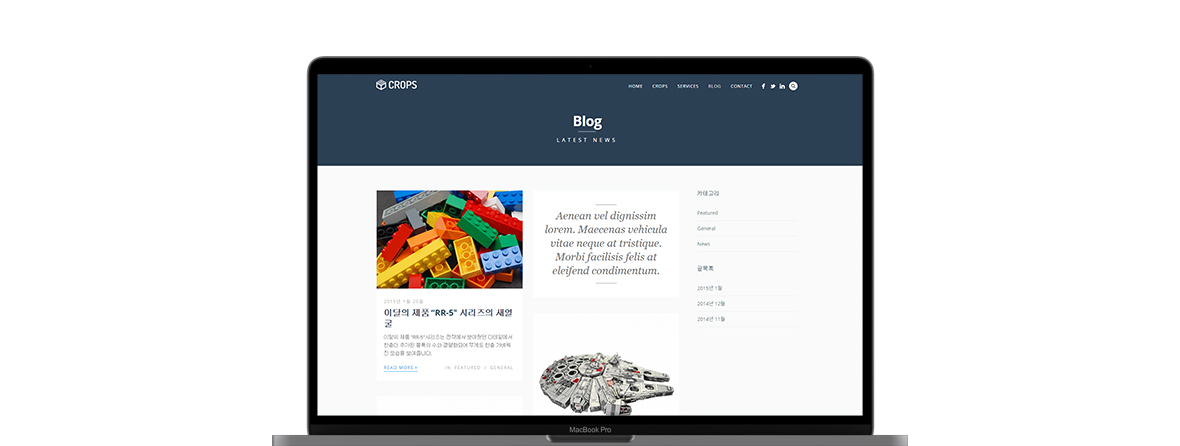 CROPS
HOME CROPS SERVICES BLOG CONTACT
Blog
LATEST NEWS
2015년 1월 20일
이달의 제품 "RR-5" 시리즈의 새얼
굴
READ MORE >
IN: FEATURED / GENERAL
Aenean vel dignissim
lorem. Maecenas vehicula
vitae neque at tristique.
Morbi facilisis felis at
eleifend condimentum.
카테고리
Featured
General
News
글목록
2015년 1월
2014년 12월
2014년 11월
MacBook Pro